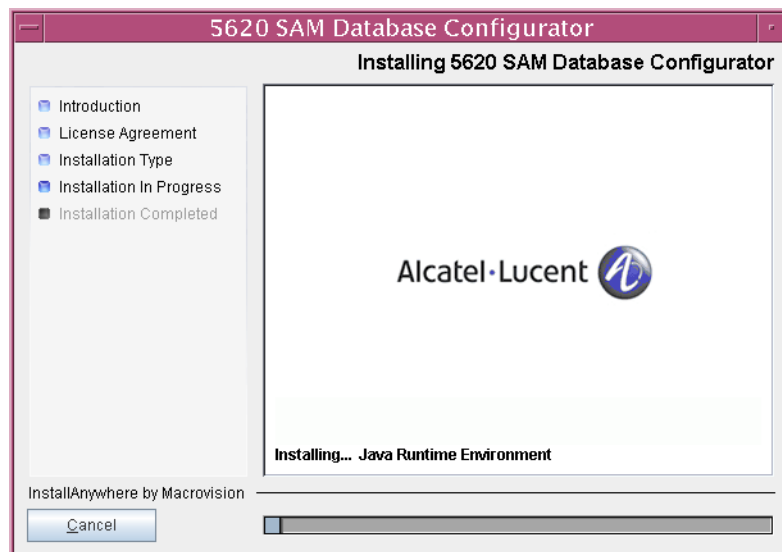 5620 SAM Database Configurator
Installing 5620 SAM Database Configurator
Introduction
License Agreement
Installation Type
Installation In Progress
Installation Completed
Alcatel·Lucent
Installing... Java Runtime Environment
InstallAnywhere by Macrovision
Cancel